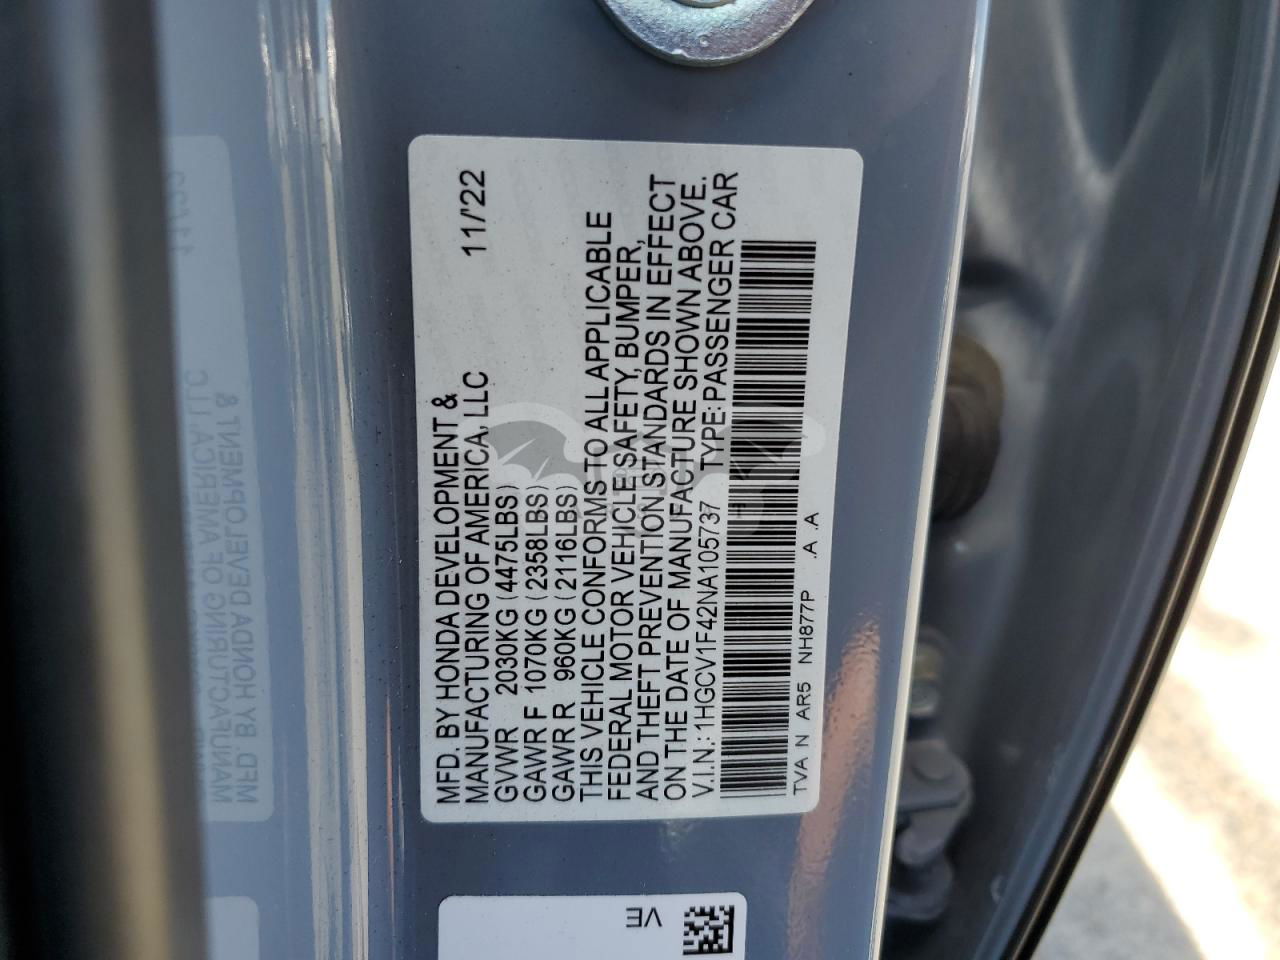 MFD. BY HONDA DEVELOPMENT &
MANUFACTURING OF AMERICA, LLC 11/'22
GVWR 2030KG (4475LBS)
GAWR F 1070KG (2358LBS)
GAWR R 960KG (2116LBS)
THIS VEHICLE CONFORMS TO ALL APPLICABLE
FEDERAL MOTOR VEHICLE SAFETY, BUMPER,
AND THEFT PREVENTION STANDARDS IN EFFECT
ON THE DATE OF MANUFACTURE SHOWN ABOVE.
V.I.N: 1HGCV1F42NA105737 TYPE: PASSENGER CAR
TVA N AR5 NH877P .A .A
VE